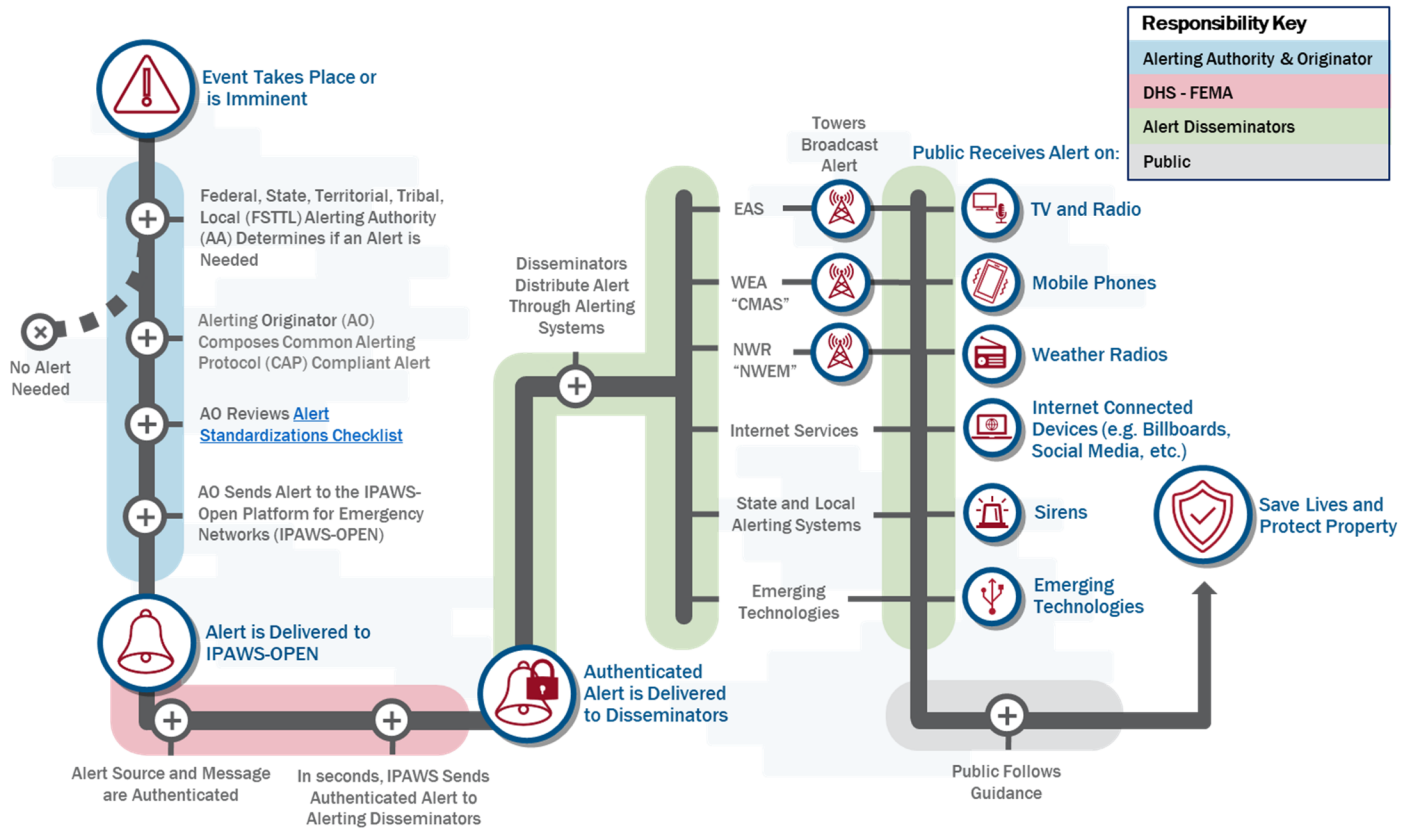 Responsibility Key
Alerting Authority & Originator
DHS - FEMA
Alert Disseminators
Public
Event Takes Place or
is Imminent
Federal, State, Territorial, Tribal,
Local (FSTTL) Alerting Authority
(AA) Determines if an Alert is
Needed
No Alert
Needed
Alerting Originator (AO)
Composes Common Alerting
Protocol (CAP) Compliant Alert
AO Reviews Alert
Standardizations Checklist
AO Sends Alert to the IPAWS-
Open Platform for Emergency
Networks (IPAWS-OPEN)
Alert is Delivered to
IPAWS-OPEN
Alert Source and Message
are Authenticated
In seconds, IPAWS Sends
Authenticated Alert to
Alerting Disseminators
Authenticated
Alert is Delivered
to Disseminators
Disseminators
Distribute Alert
Through Alerting
Systems
EAS
WEA
“CMAS”
NWR
“NWEM”
Internet Services
State and Local
Alerting Systems
Emerging
Technologies
Towers
Broadcast
Alert
Public Receives Alert on:
TV and Radio
Mobile Phones
Weather Radios
Internet Connected
Devices (e.g. Billboards,
Social Media, etc.)
Sirens
Emerging
Technologies
Public Follows
Guidance
Save Lives and
Protect Property